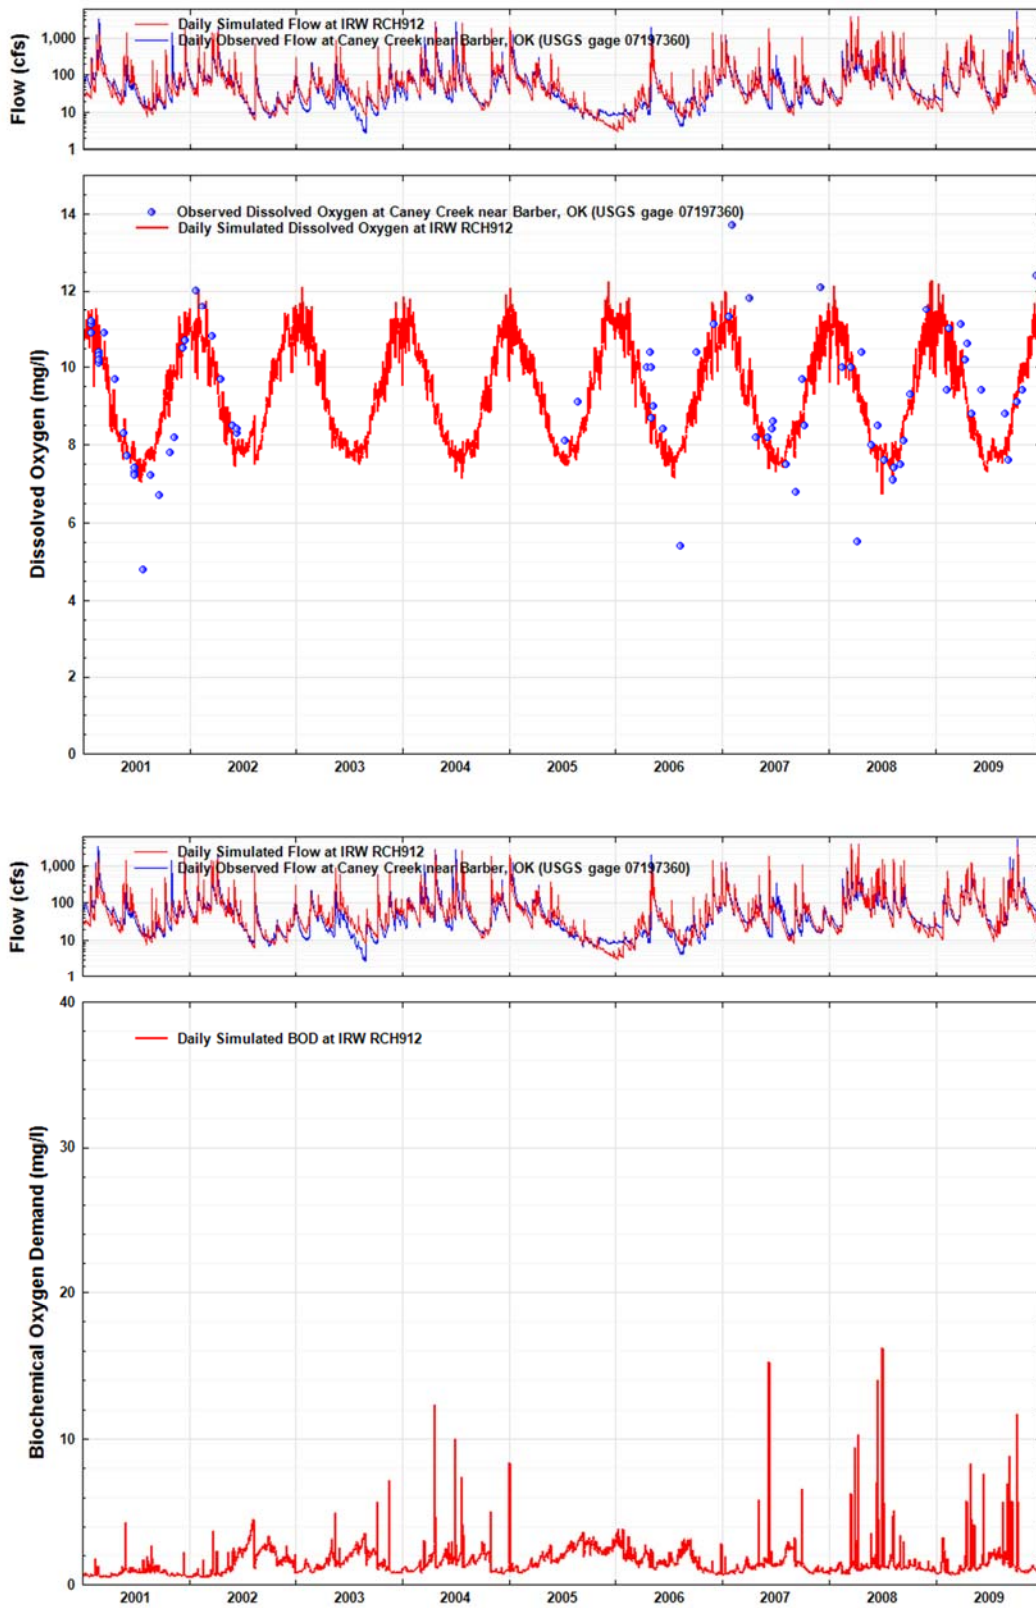 Daily Simulated Flow at IRW RCH912
Daily Observed Flow at Caney Creek near Barber, OK (USGS gage 07197360)
Flow (cfs)
1,000
100
10
1
Observed Dissolved Oxygen at Caney Creek near Barber, OK (USGS gage 07197360)
Daily Simulated Dissolved Oxygen at IRW RCH912
Dissolved Oxygen (mg/l)
14
12
10
8
6
4
2
0
2001 2002 2003 2004 2005 2006 2007 2008 2009
Daily Simulated Flow at IRW RCH912
Daily Observed Flow at Caney Creek near Barber, OK (USGS gage 07197360)
Flow (cfs)
1,000
100
10
1
Daily Simulated BOD at IRW RCH912
Biochemical Oxygen Demand (mg/l)
40
30
20
10
0
2001 2002 2003 2004 2005 2006 2007 2008 2009